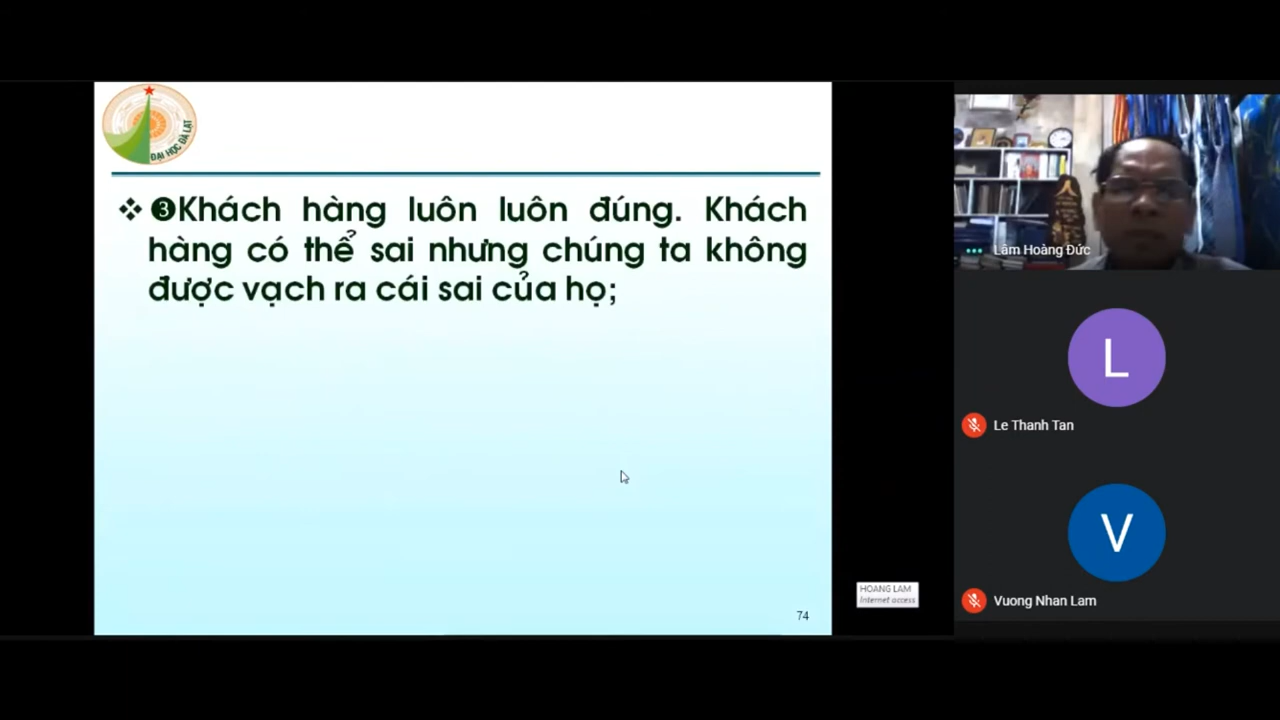 ĐẠI HỌC ĐÀ LẠT
❖ ❸Khách hàng luôn luôn đúng. Khách
hàng có thể sai nhưng chúng ta không
được vạch ra cái sai của họ;
74
HOANG LAM
Internet access
Lâm Hoàng Đức
L
Le Thanh Tan
V
Vuong Nhan Lam